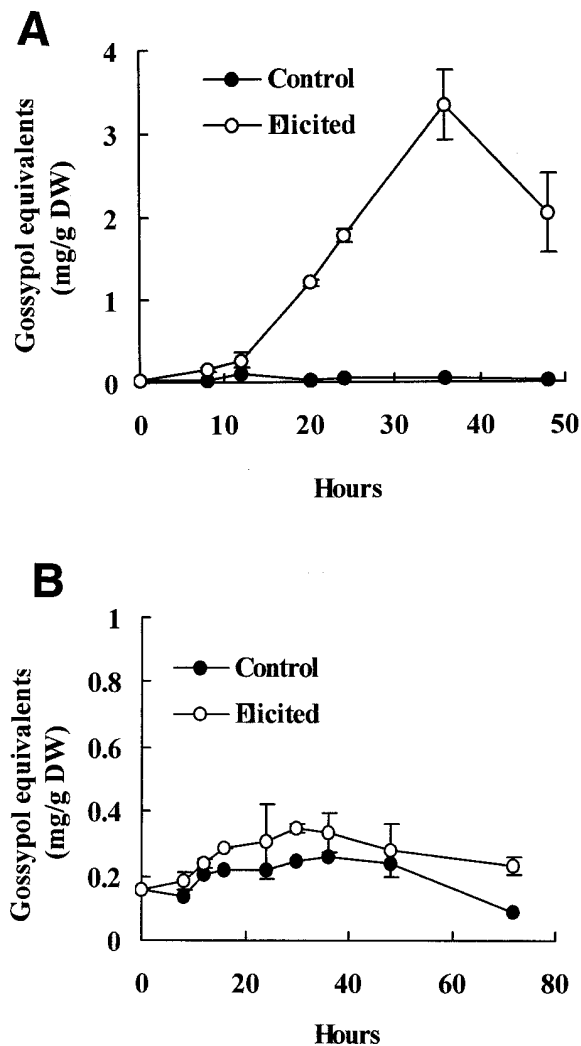 A
4
Control
Elicited
3
2
1
0
Gossypol equivalents
(mg/g DW)
0 10 20 30 40 50
Hours
B
1
Control
0.8
Elicited
0.6
0.4
0.2
0
Gossypol equivalents
(mg/g DW)
0 20 40 60 80
Hours